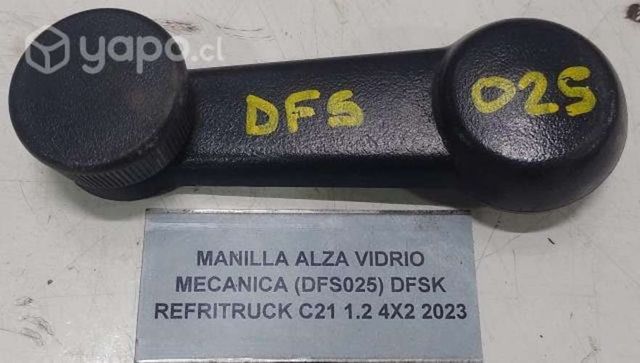 yapo.cl
DFS 025
MANILLA ALZA VIDRIO
MECANICA (DFS025) DFSK
REFRITRUCK C21 1.2 4X2 2023